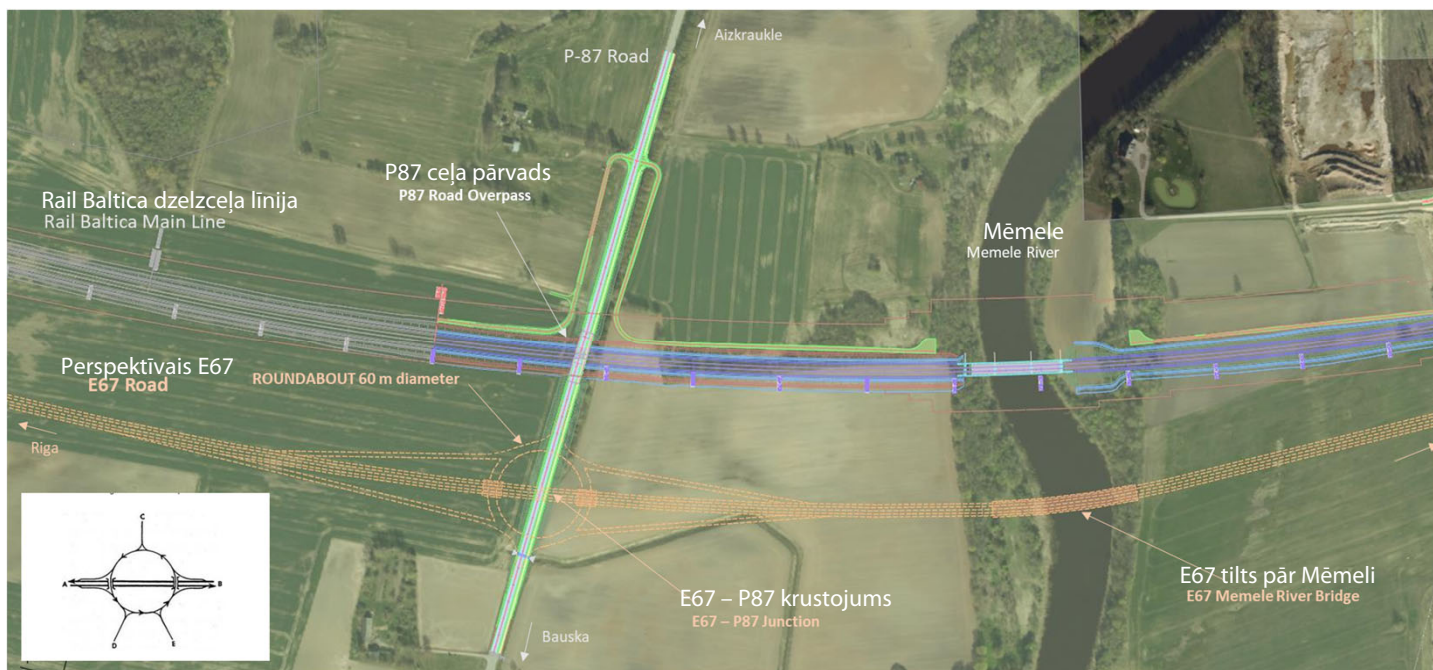 Aizkraukle
P-87 Road
P87 ceļa pārvads
P87 Road Overpass
Rail Baltica dzelzceļa līnija
Rail Baltica Main Line
Mēmele
Memele River
Perspektīvais E67
E67 Road
ROUNDABOUT 60 m diameter
Riga
C
A
B
D
E
E67 – P87 krustojums
E67 – P87 Junction
E67 tilts pār Mēmeli
E67 Memele River Bridge
Bauska